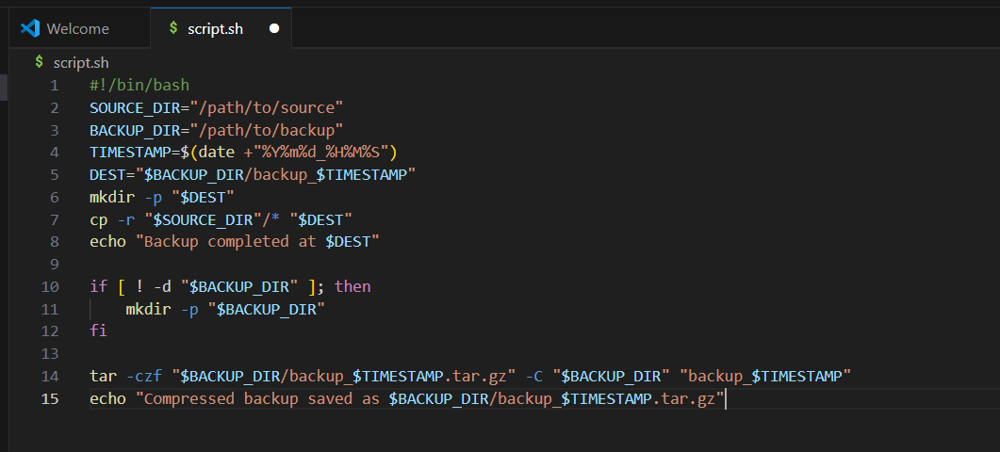 Welcome
$ script.sh
$ script.sh
1 #!/bin/bash
2 SOURCE_DIR="/path/to/source"
3 BACKUP_DIR="/path/to/backup"
4 TIMESTAMP=$(date +"%Y%m%d_%H%M%S")
5 DEST="$BACKUP_DIR/backup_$TIMESTAMP"
6 mkdir -p "$DEST"
7 cp -r "$SOURCE_DIR"/* "$DEST"
8 echo "Backup completed at $DEST"
9
10 if [ ! -d "$BACKUP_DIR" ]; then
11     mkdir -p "$BACKUP_DIR"
12 fi
13
14 tar -czf "$BACKUP_DIR/backup_$TIMESTAMP.tar.gz" -C "$BACKUP_DIR" "backup_$TIMESTAMP"
15 echo "Compressed backup saved as $BACKUP_DIR/backup_$TIMESTAMP.tar.gz"